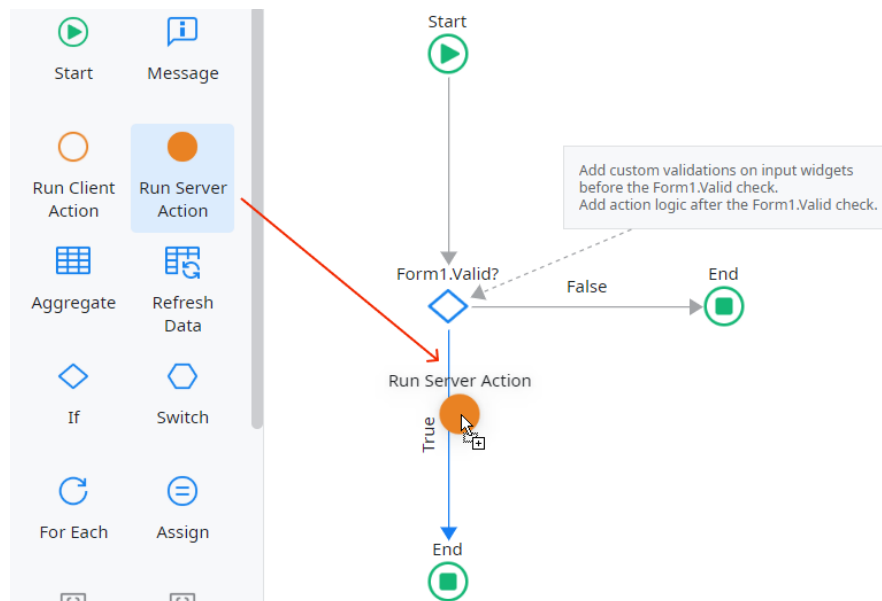 Start
Message
Run Client
Action
Run Server
Action
Aggregate
Refresh
Data
If
Switch
For Each
Assign
Start
Add custom validations on input widgets
before the Form1.Valid check.
Add action logic after the Form1.Valid check.
Form1.Valid?
False
End
Run Server Action
True
End